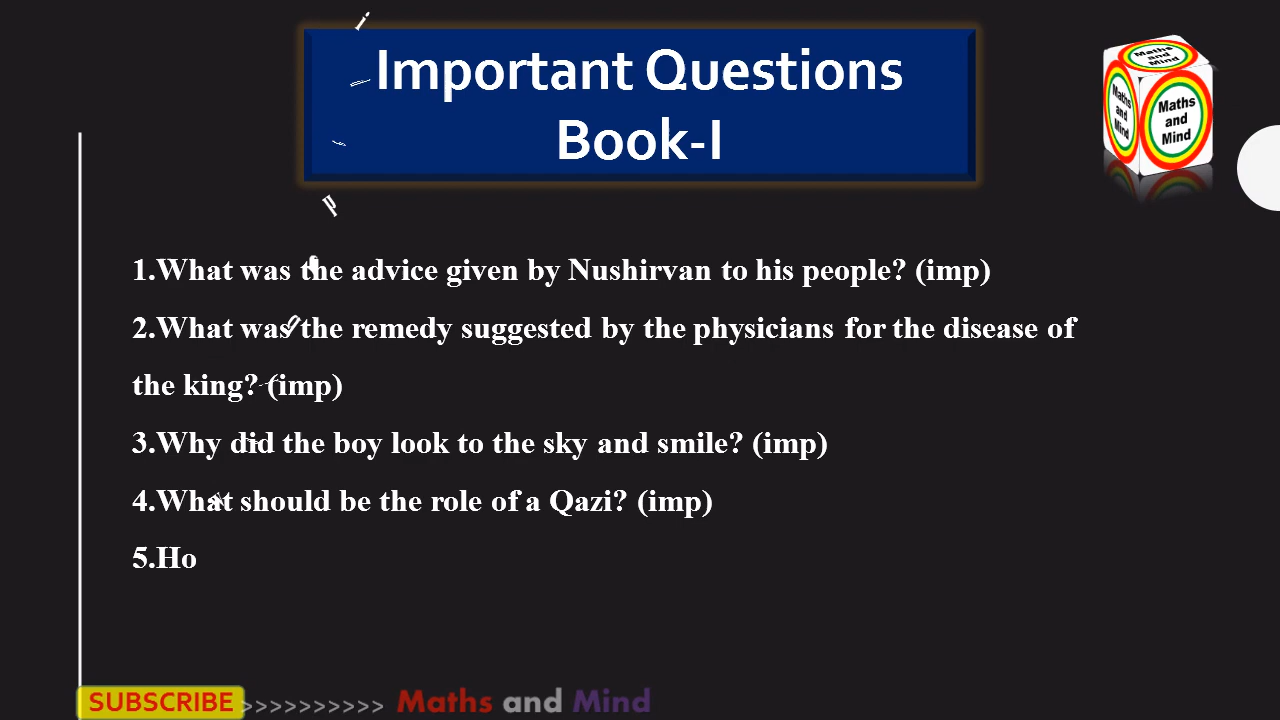 Important Questions
Book-I
Maths and Mind
Maths and Mind
Maths and Mind
1.What was the advice given by Nushirvan to his people? (imp)
2.What was the remedy suggested by the physicians for the disease of
the king? (imp)
3.Why did the boy look to the sky and smile? (imp)
4.What should be the role of a Qazi? (imp)
5.Ho
SUBSCRIBE >>>>>>>>>> Maths and Mind